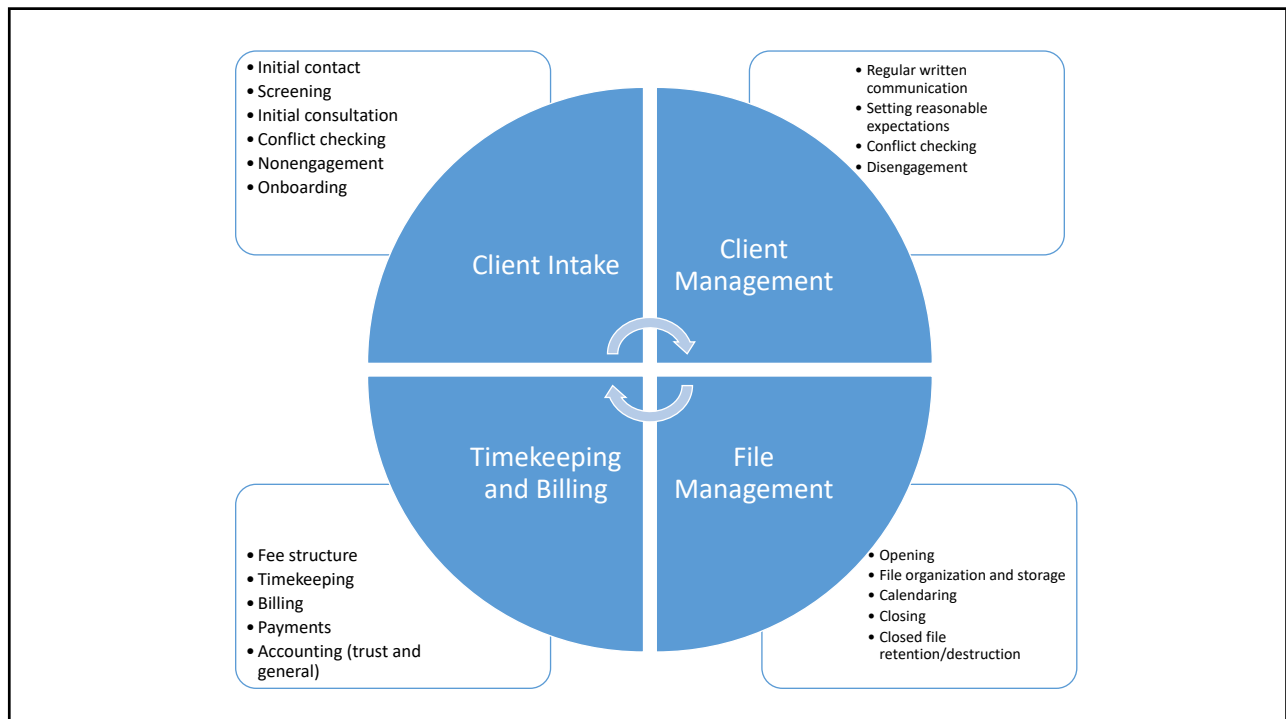 • Initial contact
• Screening
• Initial consultation
• Conflict checking
• Nonengagement
• Onboarding
• Regular written
communication
• Setting reasonable
expectations
• Conflict checking
• Disengagement
Client Intake
Client
Management
Timekeeping
and Billing
File
Management
• Fee structure
• Timekeeping
• Billing
• Payments
• Accounting (trust and
general)
• Opening
• File organization and storage
• Calendaring
• Closing
• Closed file
retention/destruction